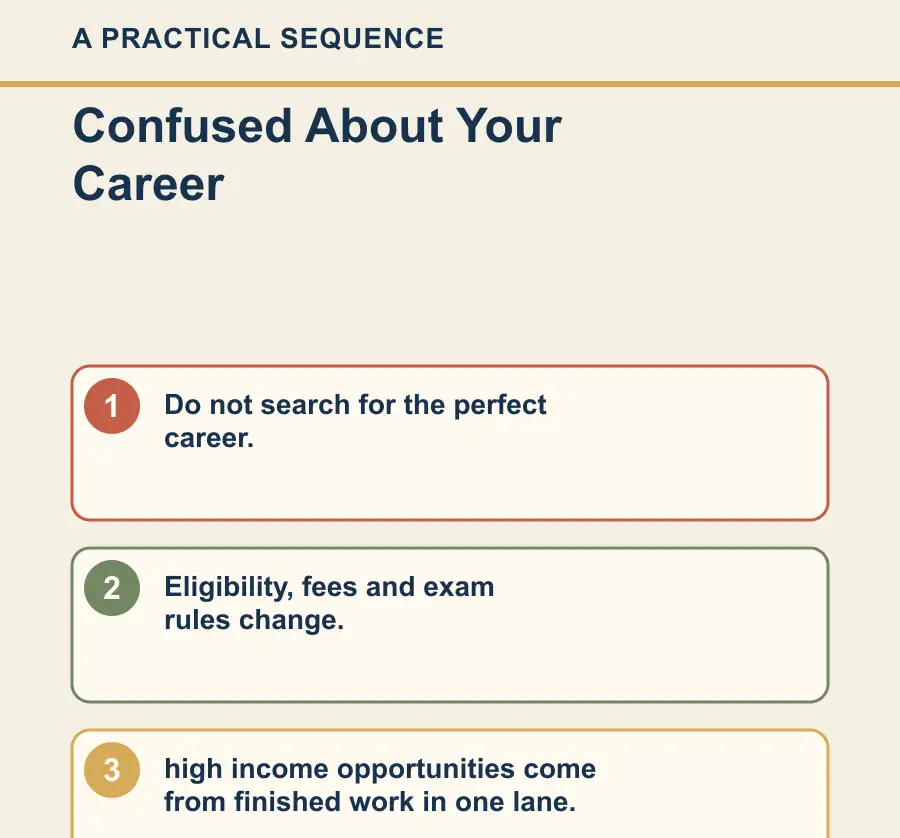 A PRACTICAL SEQUENCE
Confused About Your
Career
1
Do not search for the perfect
career.
2
Eligibility, fees and exam
rules change.
3
high income opportunities come
from finished work in one lane.